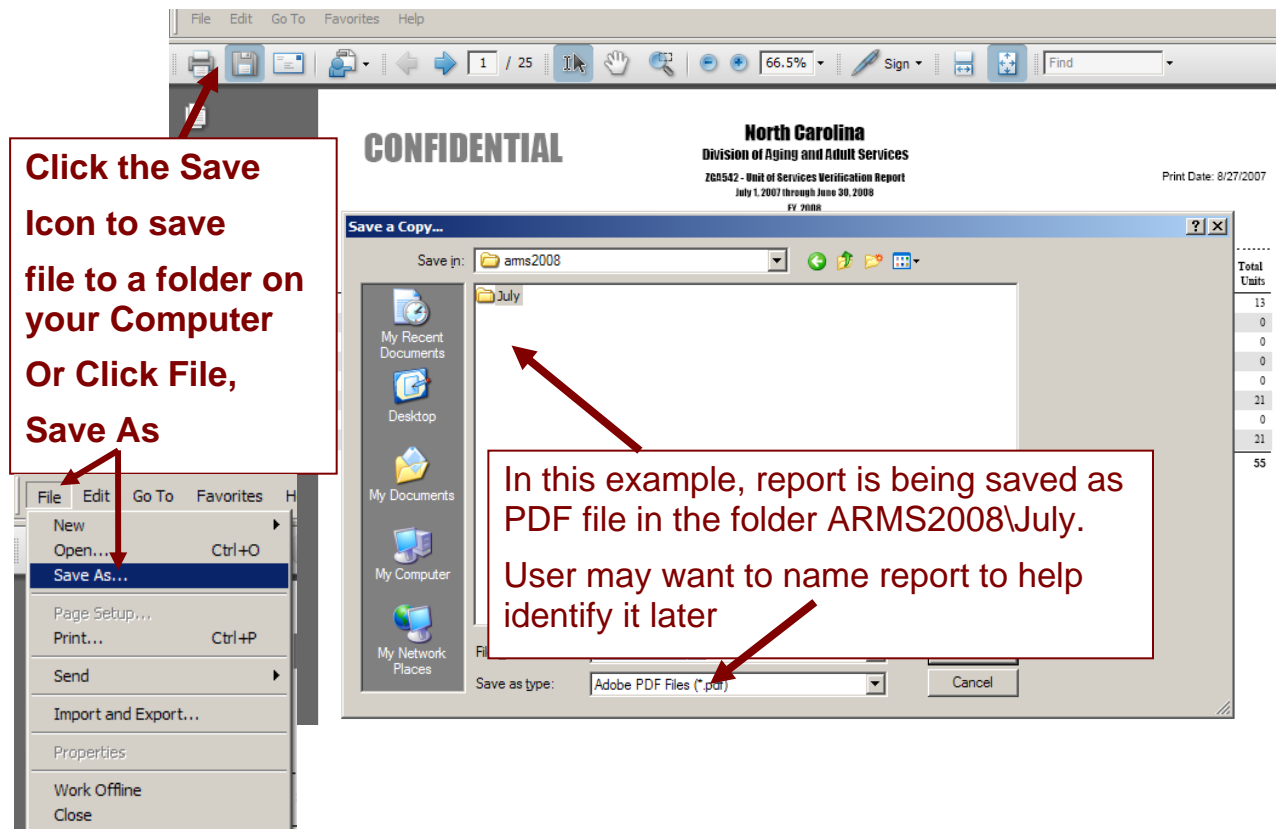 File Edit Go To Favorites Help
1 / 25 66.5% Sign Find
CONFIDENTIAL
North Carolina
Division of Aging and Adult Services
ZGA542 - Unit of Services Verification Report
July 1, 2007 through June 30, 2008
FY 2008
Print Date: 8/27/2007
Click the Save
Icon to save
file to a folder on
your Computer
Or Click File,
Save As
Save a Copy...
Save in: arms2008
July
My Recent
Documents
Desktop
My Documents
My Computer
My Network
Places
Total
Units
13
0
0
0
0
21
0
21
55
In this example, report is being saved as
PDF file in the folder ARMS2008\July.
User may want to name report to help
identify it later
Save as type: Adobe PDF Files (*.pdf) Cancel
File Edit Go To Favorites H
New
Open... Ctrl+O
Save As...
Page Setup...
Print... Ctrl+P
Send
Import and Export...
Properties
Work Offline
Close